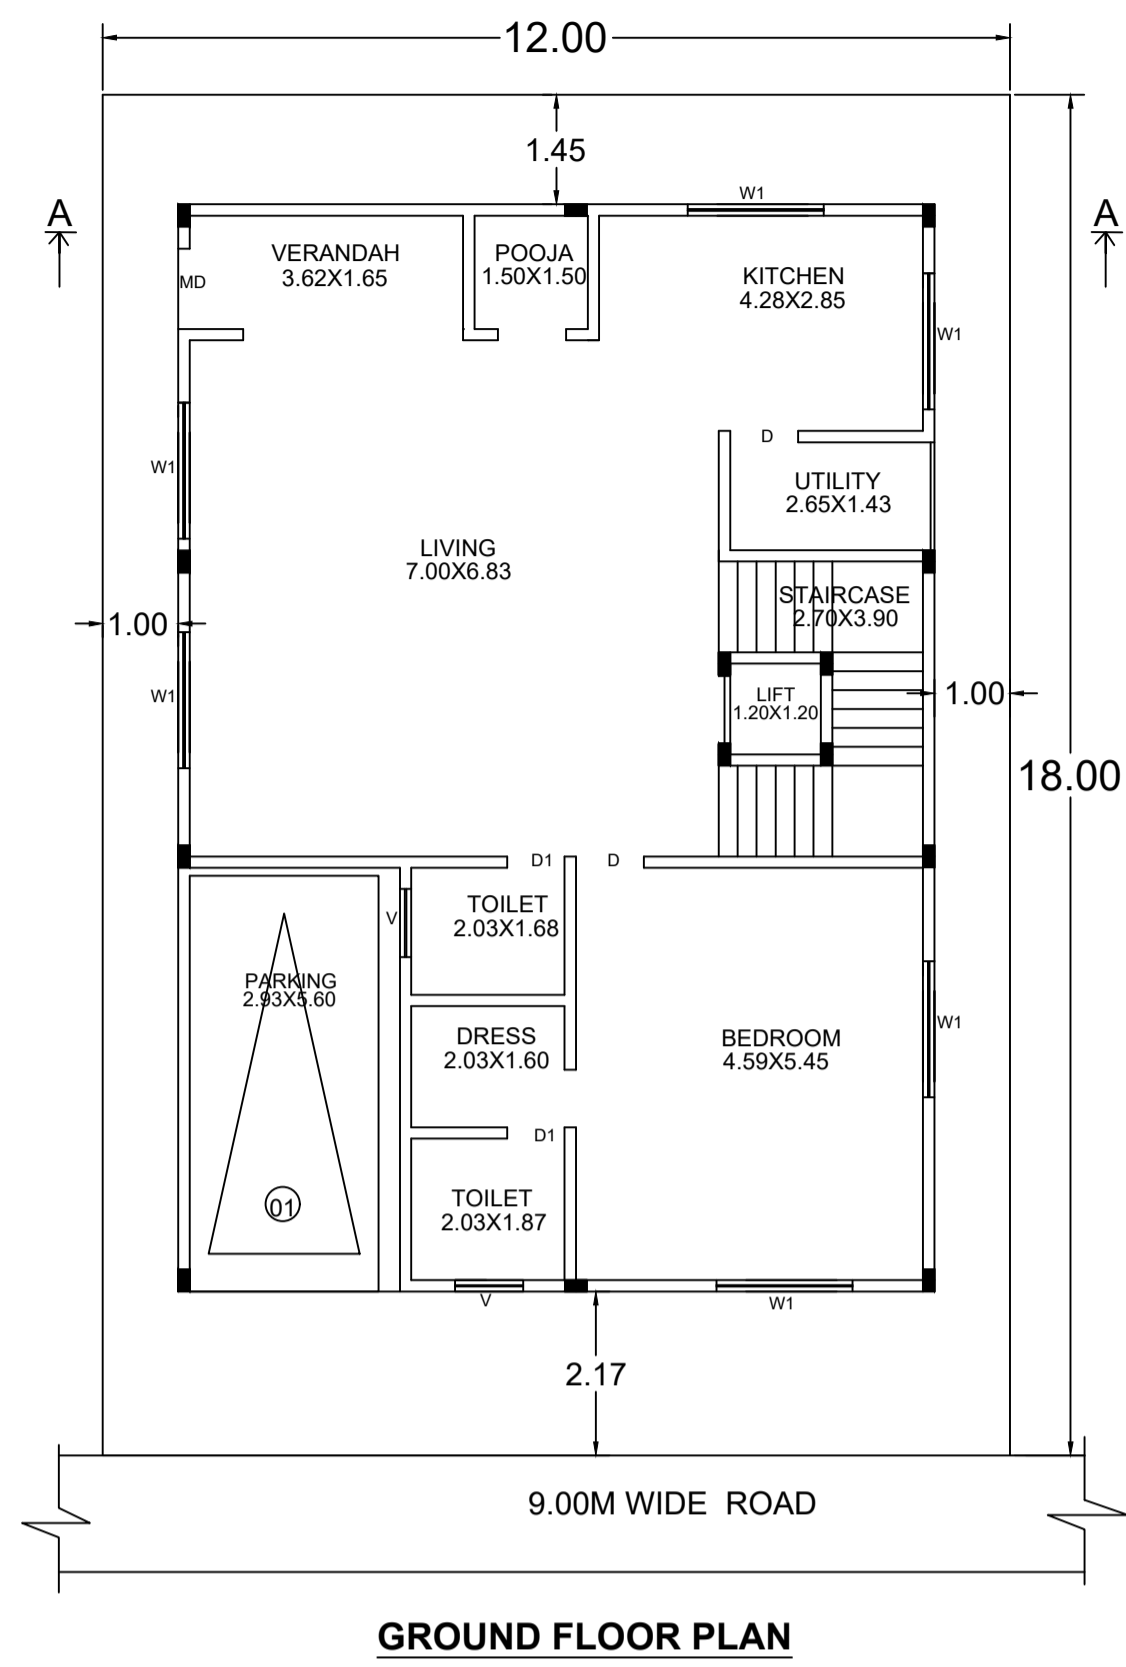 12.00
1.45
W1
A
A
VERANDAH
3.62X1.65
POOJA
1.50X1.50
KITCHEN
4.28X2.85
MD
W1
D
W1
UTILITY
2.65X1.43
LIVING
7.00X6.83
STAIRCASE
2.70X3.90
1.00
W1
LIFT
1.20X1.20
1.00
18.00
D1
D
TOILET
2.03X1.68
V
PARKING
2.93X5.60
DRESS
2.03X1.60
BEDROOM
4.59X5.45
W1
D1
TOILET
2.03X1.87
01
V
W1
2.17
9.00M WIDE ROAD
GROUND FLOOR PLAN